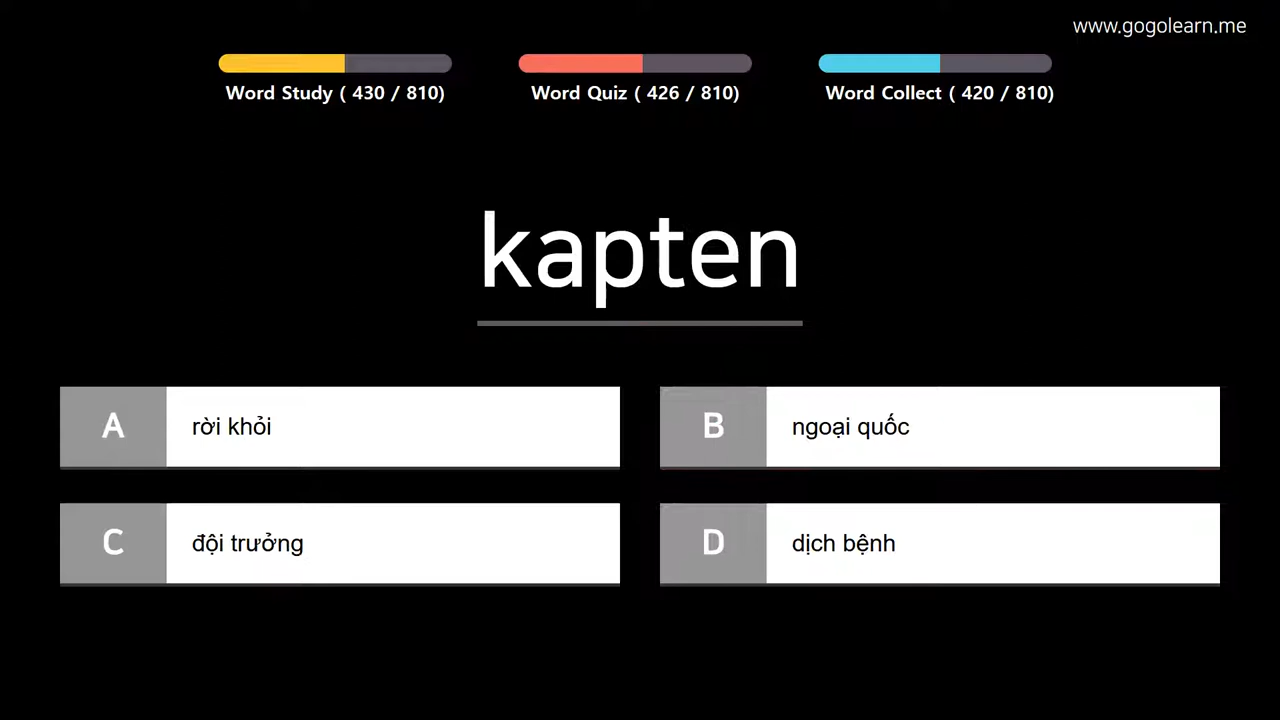 www.gogolearn.me
Word Study ( 430 / 810)
Word Quiz ( 426 / 810)
Word Collect ( 420 / 810)
kapten
A rời khỏi
B ngoại quốc
C đội trưởng
D dịch bệnh